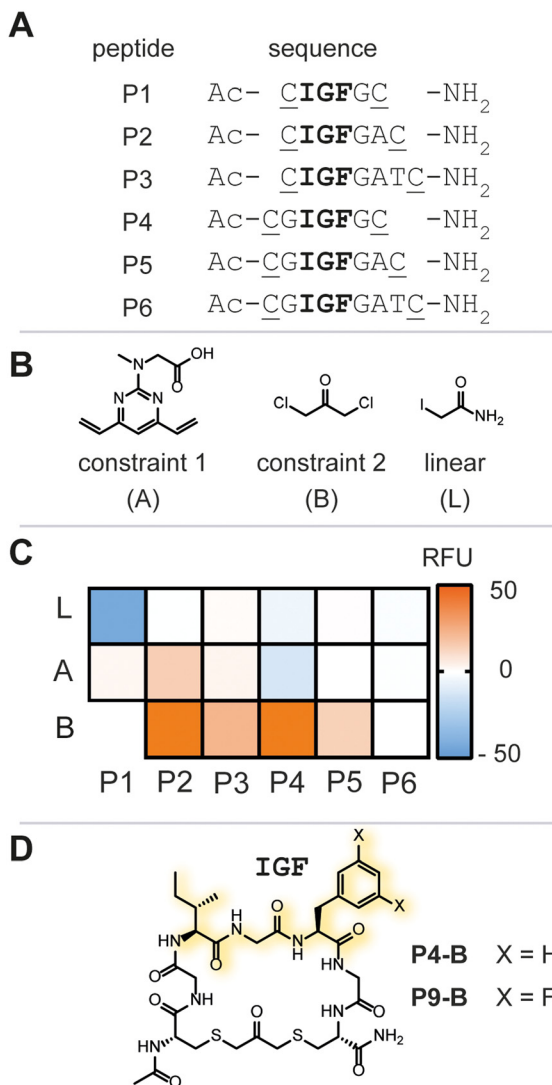 A
peptide sequence
P1 Ac- CIGFGC -NH2
P2 Ac- CIGFGAC -NH2
P3 Ac- CIGFGATC -NH2
P4 Ac-CGIGFGC -NH2
P5 Ac-CGIGFGAC -NH2
P6 Ac-CGIGFGATC -NH2
B
N OH
O
N N
Cl O Cl
I O NH2
constraint 1 constraint 2 linear
(A) (B) (L)
C
RFU
50
0
- 50
L
A
B
P1 P2 P3 P4 P5 P6
D
IGF
X
X
O H N O
HN O N H O
O NH
NH O
O S O S HN NH2
HN O
O
P4-B X = H
P9-B X = F